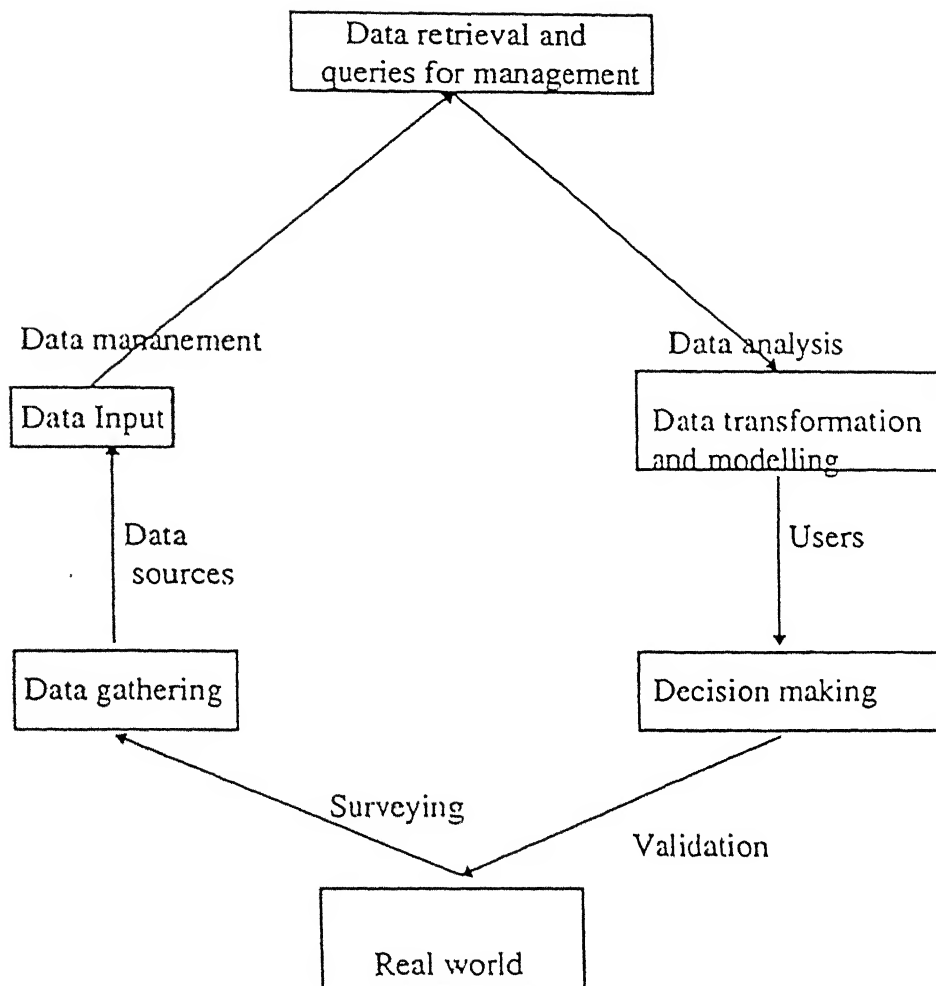 Data retrieval and
queries for management
Data mananement
Data analysis
Data Input
Data transformation
and modelling
Data
sources
Users
Data gathering
Decision making
Surveying
Validation
Real world